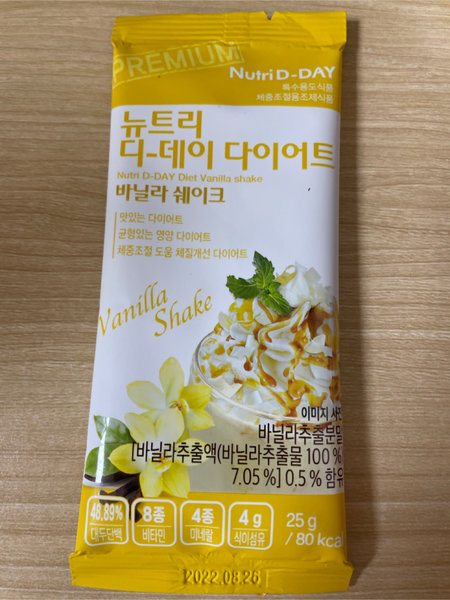 PREMIUM
Nutri D-DAY
특수용도식품
체중조절용조제식품
뉴트리
디-데이 다이어트
Nutri D-DAY Diet Vanilla shake
바닐라 쉐이크
맛있는 다이어트
균형있는 영양 다이어트
체중조절 도움 체질개선 다이어트
Vanilla
Shake
이미지 사진
바닐라추출분말
[바닐라추출액(바닐라추출물 100 %)
7.05 %] 0.5 % 함유
48.89% 8종 4종 4 g 25 g
대두단백 비타민 미네랄 식이섬유 / 80 kcal
2022.08.26